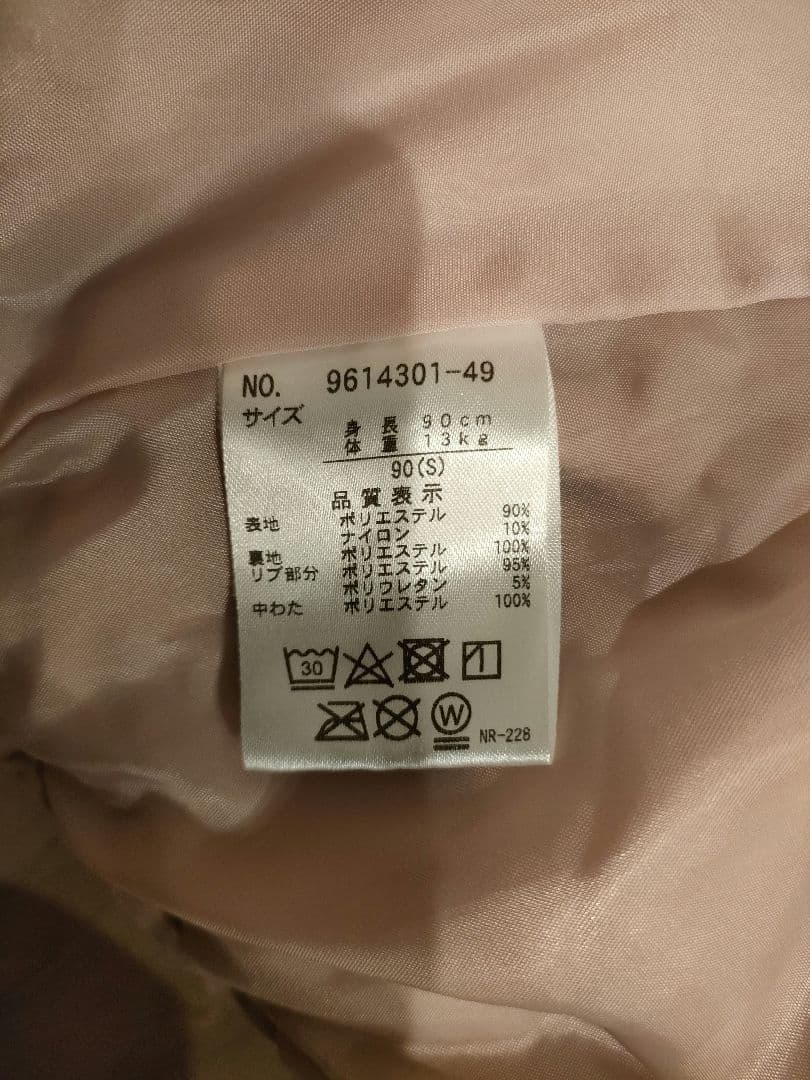 NO. 9614301-49
サイズ
身 長 90cm
体 重 13kg
90(S)
品質表示
表地 ポリエステル 90%
ナイロン 10%
裏地 ポリエステル 100%
リブ部分 ポリエステル 95%
ポリウレタン 5%
中わた ポリエステル 100%
30
W NR-228